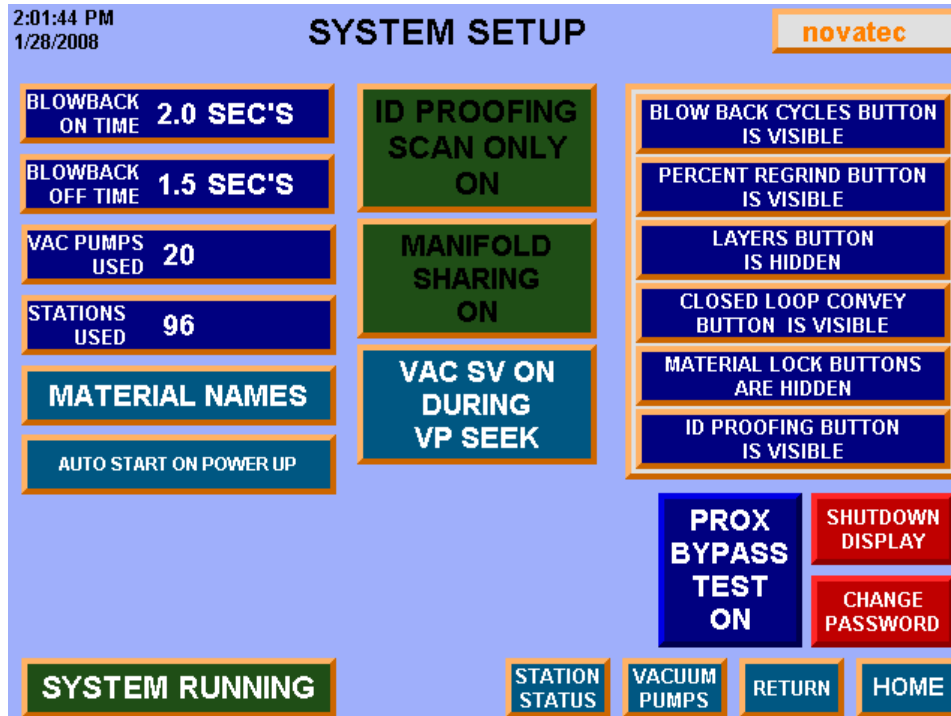 2:01:44 PM
1/28/2008
SYSTEM SETUP
novatec
BLOWBACK
ON TIME
2.0 SEC'S
BLOWBACK
OFF TIME
1.5 SEC'S
VAC PUMPS
USED
20
STATIONS
USED
96
MATERIAL NAMES
AUTO START ON POWER UP
ID PROOFING
SCAN ONLY
ON
MANIFOLD
SHARING
ON
VAC SV ON
DURING
VP SEEK
BLOW BACK CYCLES BUTTON
IS VISIBLE
PERCENT REGRIND BUTTON
IS VISIBLE
LAYERS BUTTON
IS HIDDEN
CLOSED LOOP CONVEY
BUTTON IS VISIBLE
MATERIAL LOCK BUTTONS
ARE HIDDEN
ID PROOFING BUTTON
IS VISIBLE
PROX
BYPASS
TEST
ON
SHUTDOWN
DISPLAY
CHANGE
PASSWORD
SYSTEM RUNNING
STATION
STATUS
VACUUM
PUMPS
RETURN
HOME